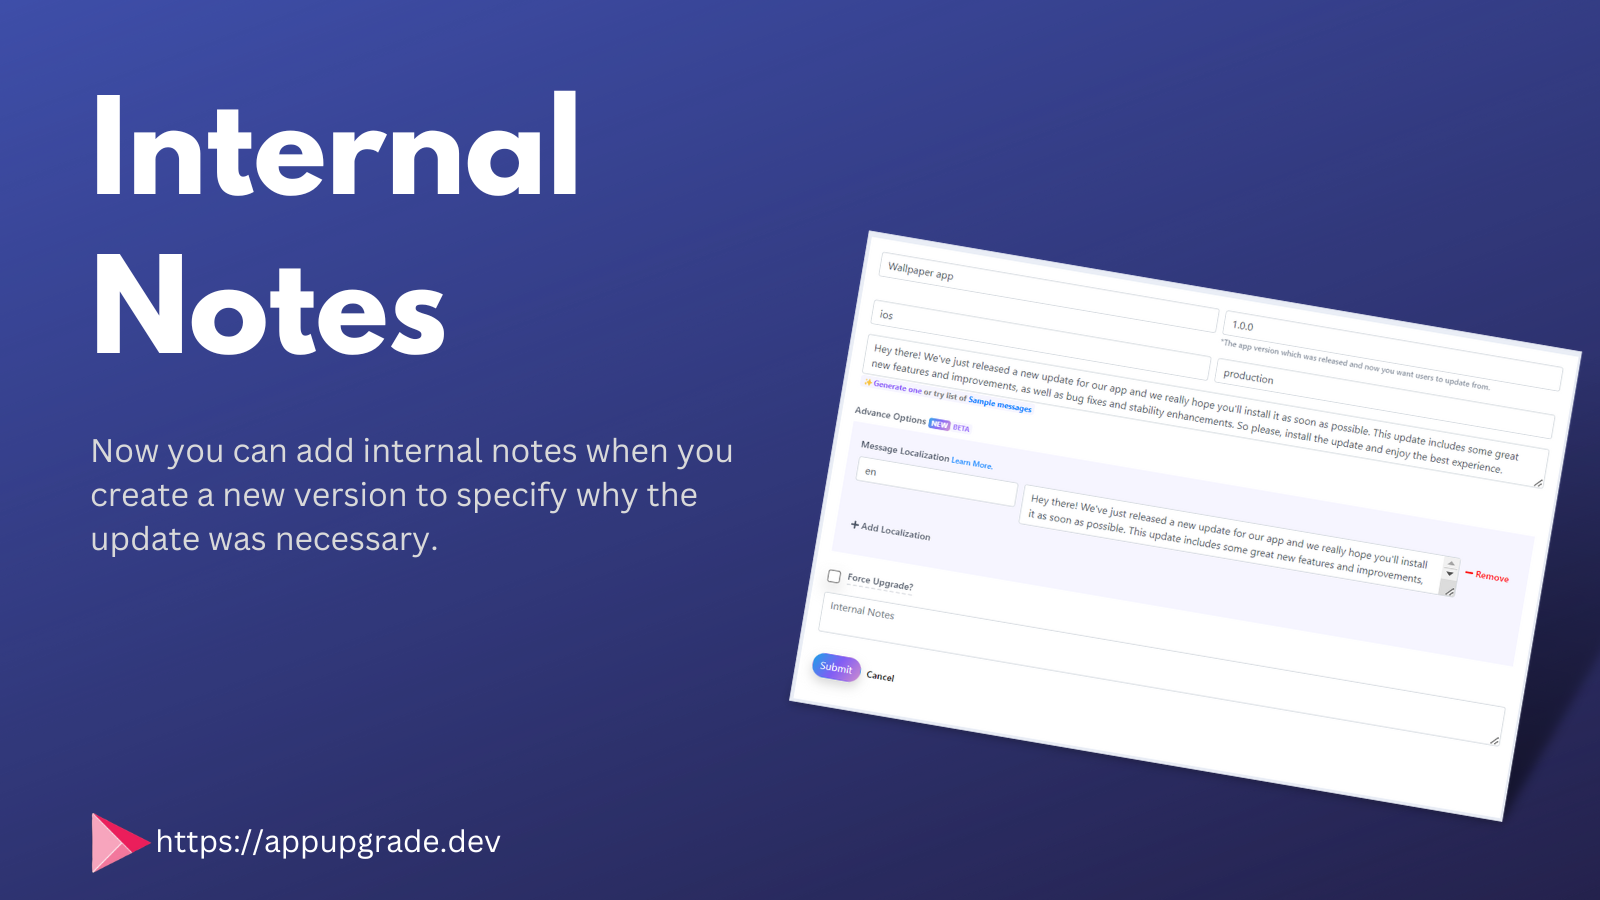 Internal
Notes
Now you can add internal notes when you
create a new version to specify why the
update was necessary.
https://appupgrade.dev
Wallpaper app
1.0.0
*The app version which was released and now you want users to update from.
ios
production
Hey there! We've just released a new update for our app and we really hope you'll install it as soon as possible. This update includes some great
new features and improvements, as well as bug fixes and stability enhancements. So please, install the update and enjoy the best experience.
✨Generate one or try list of Sample messages
Advance Options NEW BETA
Message Localization Learn More.
en
Hey there! We've just released a new update for our app and we really hope you'll install
it as soon as possible. This update includes some great new features and improvements,
Remove
Add Localization
Force Upgrade?
Internal Notes
Submit
Cancel